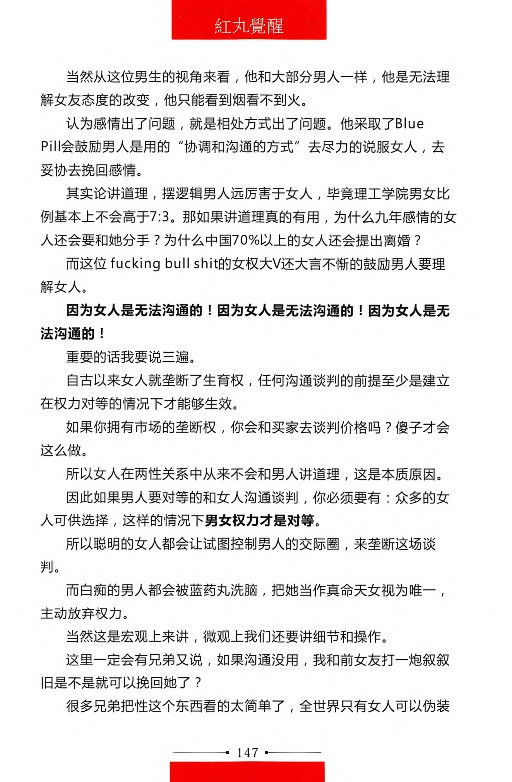 紅丸覺醒
当然从这位男生的视角来看，他和大部分男人一样，他是无法理
解女友态度的改变，他只能看到烟看不到火。
认为感情出了问题，就是相处方式出了问题。他采取了Blue
Pill会鼓励男人是用的“协调和沟通的方式”去尽力的说服女人，去
妥协去挽回感情。
其实论讲道理，摆逻辑男人远厉害于女人，毕竟理工学院男女比
例基本上不会高于7:3。那如果讲道理真的有用，为什么九年感情的女
人还会要和她分手？为什么中国70%以上的女人还会提出离婚？
而这位 fucking bull shit的女权大V还大言不惭的鼓励男人要理
解女人。
因为女人是无法沟通的！因为女人是无法沟通的！因为女人是无
法沟通的！
重要的话我要说三遍。
自古以来女人就垄断了生育权，任何沟通谈判的前提至少是建立
在权力对等的情况下才能够生效。
如果你拥有市场的垄断权，你会和买家去谈判价格吗？傻子才会
这么做。
所以女人在两性关系中从来不会和男人讲道理，这是本质原因。
因此如果男人要对等的和女人沟通谈判，你必须要有：众多的女
人可供选择，这样的情况下男女权力才是对等。
所以聪明的女人都会让试图控制男人的交际圈，来垄断这场谈
判。
而白痴的男人都会被蓝药丸洗脑，把她当作真命天女视为唯一，
主动放弃权力。
当然这是宏观上来讲，微观上我们还要讲细节和操作。
这里一定会有兄弟又说，如果沟通没用，我和前女友打一炮叙叙
旧是不是就可以挽回她了？
很多兄弟把性这个东西看的太简单了，全世界只有女人可以伪装
147